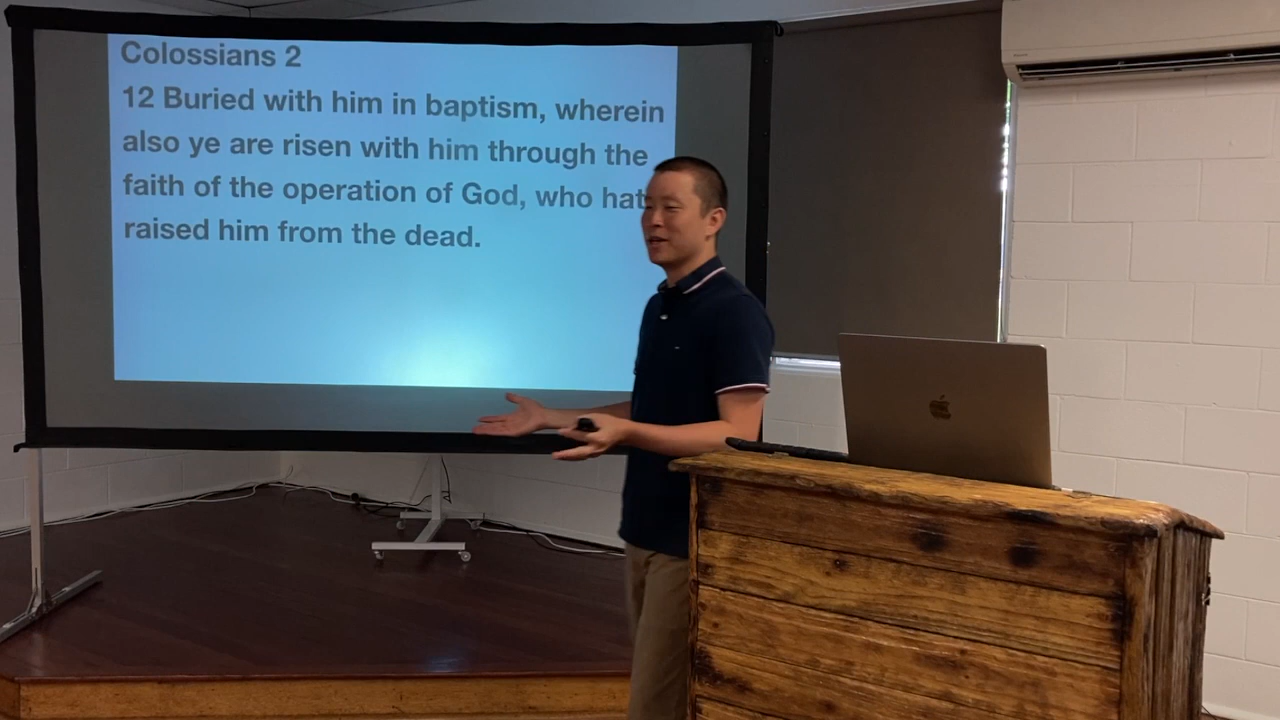 Colossians 2
12 Buried with him in baptism, wherein
also ye are risen with him through the
faith of the operation of God, who hat
raised him from the dead.